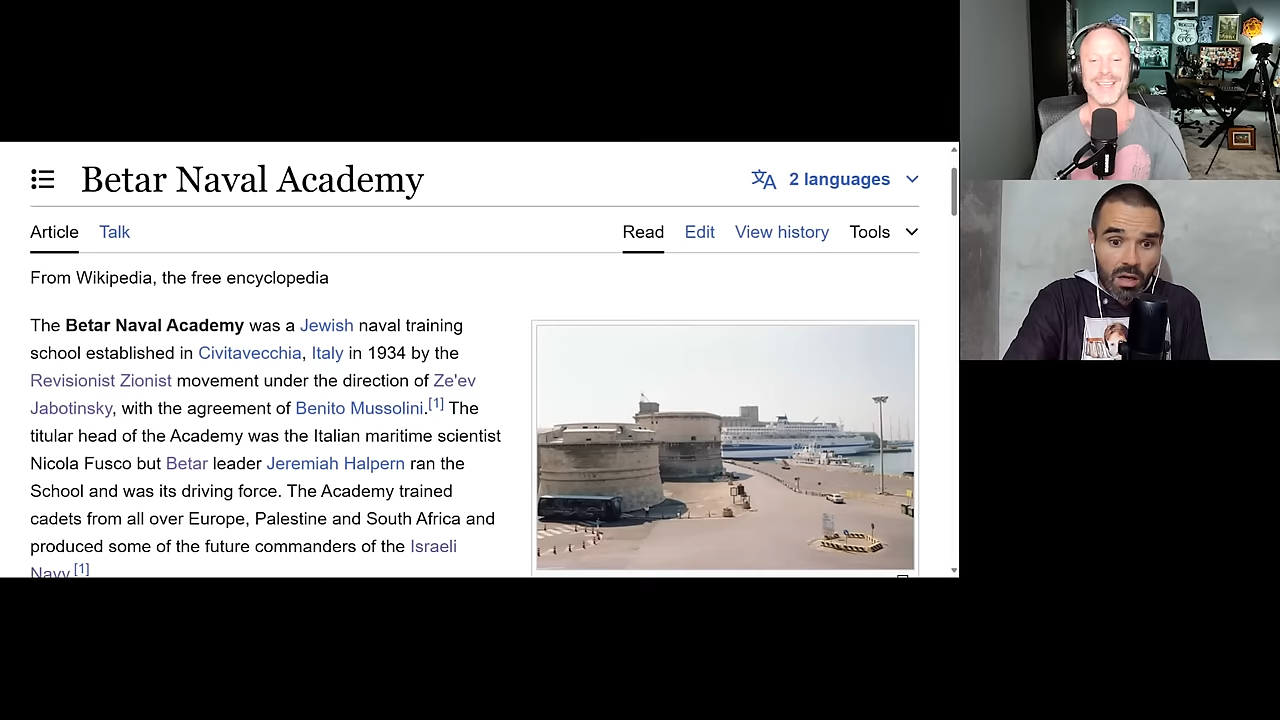 Betar Naval Academy
2 languages
Article Talk Read Edit View history Tools
From Wikipedia, the free encyclopedia
The Betar Naval Academy was a Jewish naval training
school established in Civitavecchia, Italy in 1934 by the
Revisionist Zionist movement under the direction of Ze'ev
Jabotinsky, with the agreement of Benito Mussolini.[1] The
titular head of the Academy was the Italian maritime scientist
Nicola Fusco but Betar leader Jeremiah Halpern ran the
School and was its driving force. The Academy trained
cadets from all over Europe, Palestine and South Africa and
produced some of the future commanders of the Israeli
Navy.[1]